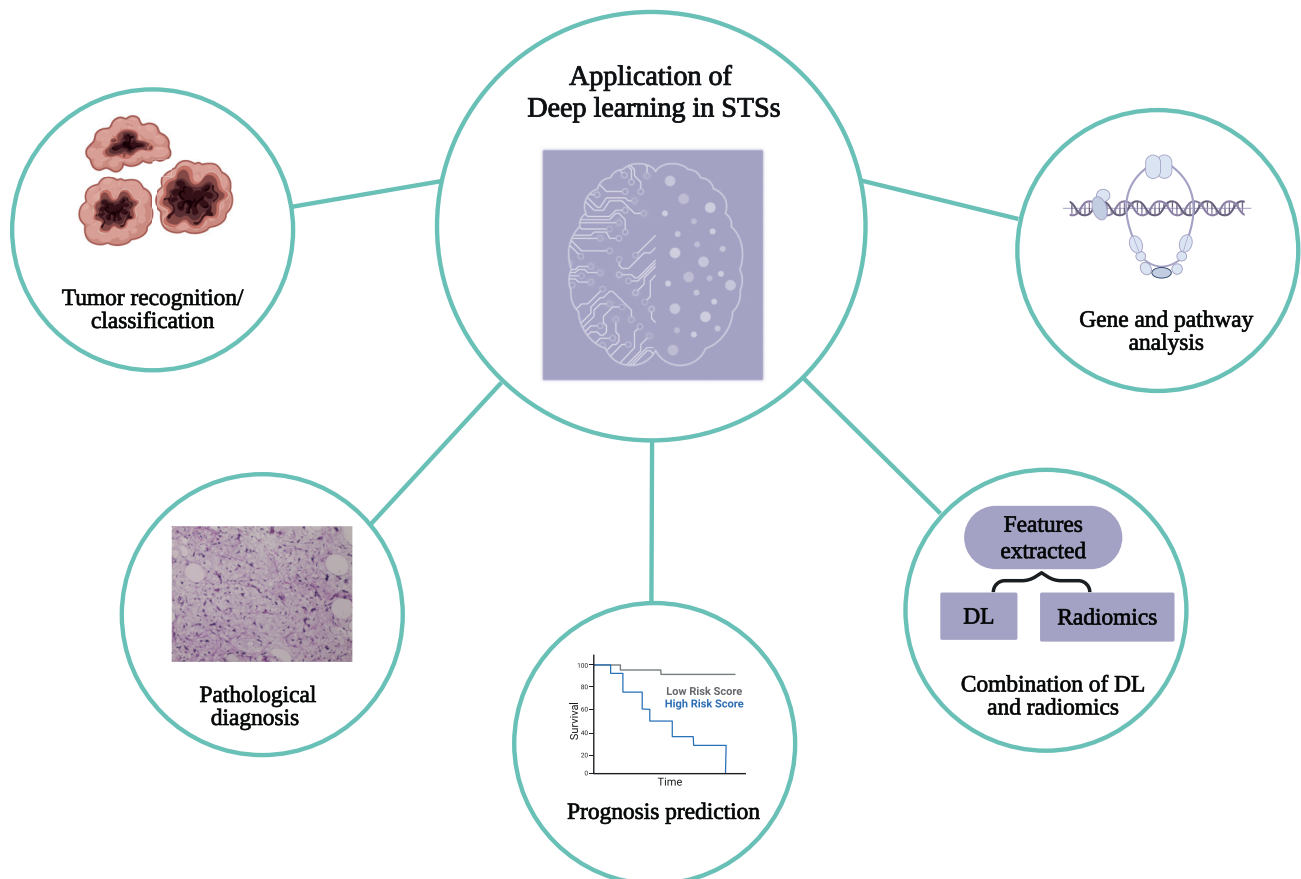 Application of
Deep learning in STSs
Tumor recognition/
classification
Gene and pathway
analysis
Pathological
diagnosis
100
80
60
40
20
0
Survival
Low Risk Score
High Risk Score
Time
Prognosis prediction
Features
extracted
DL
Radiomics
Combination of DL
and radiomics